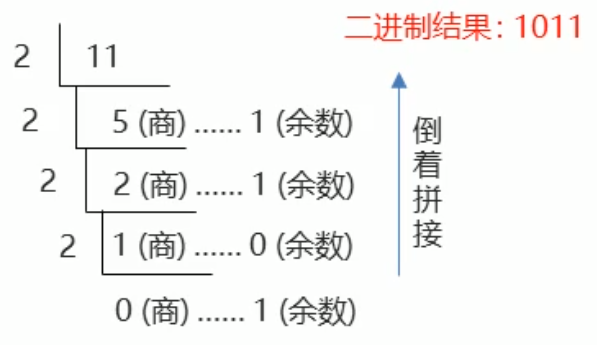 二进制结果：1011
2 11
2 5 (商) ...... 1 (余数)
2 2 (商) ...... 1 (余数)
2 1 (商) ...... 0 (余数)
0 (商) ...... 1 (余数)
倒着拼接